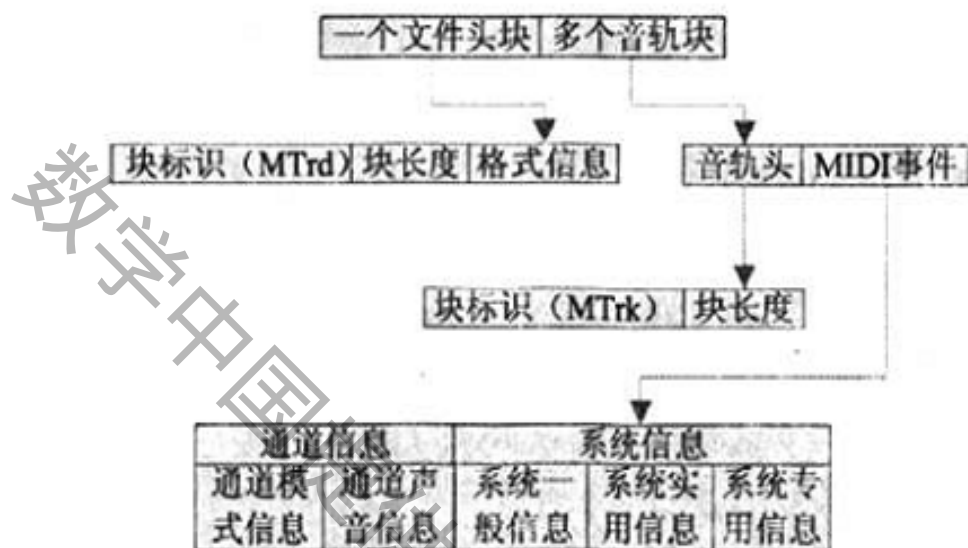 一个文件头块 多个音轨块
块标识（MTrd） 块长度 格式信息
音轨头 MIDI事件
块标识（MTrk） 块长度
通道信息 系统信息
通道模式信息 通道声音信息 系统一般信息 系统实用信息 系统专用信息
数学中国